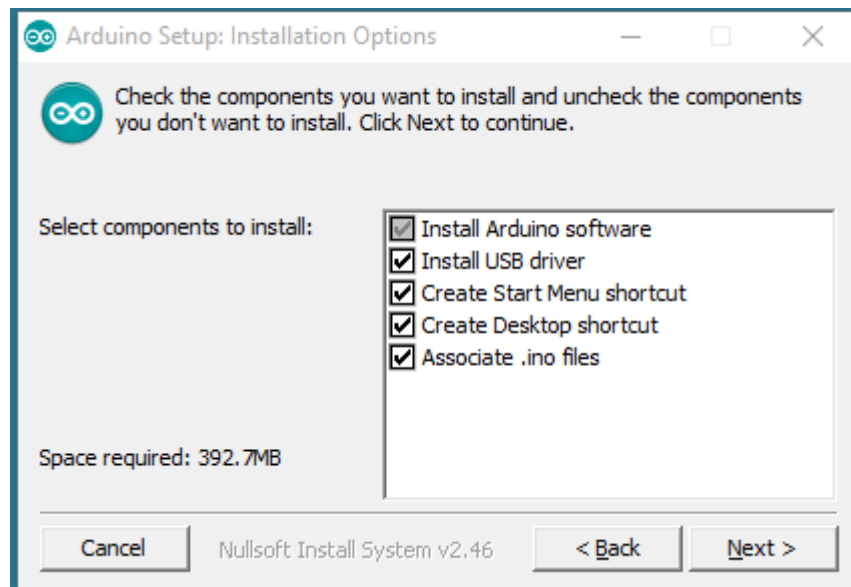 Arduino Setup: Installation Options
Check the components you want to install and uncheck the components
you don't want to install. Click Next to continue.
Select components to install:
Install Arduino software
Install USB driver
Create Start Menu shortcut
Create Desktop shortcut
Associate .ino files
Space required: 392.7MB
Cancel
Nullsoft Install System v2.46
< Back
Next >